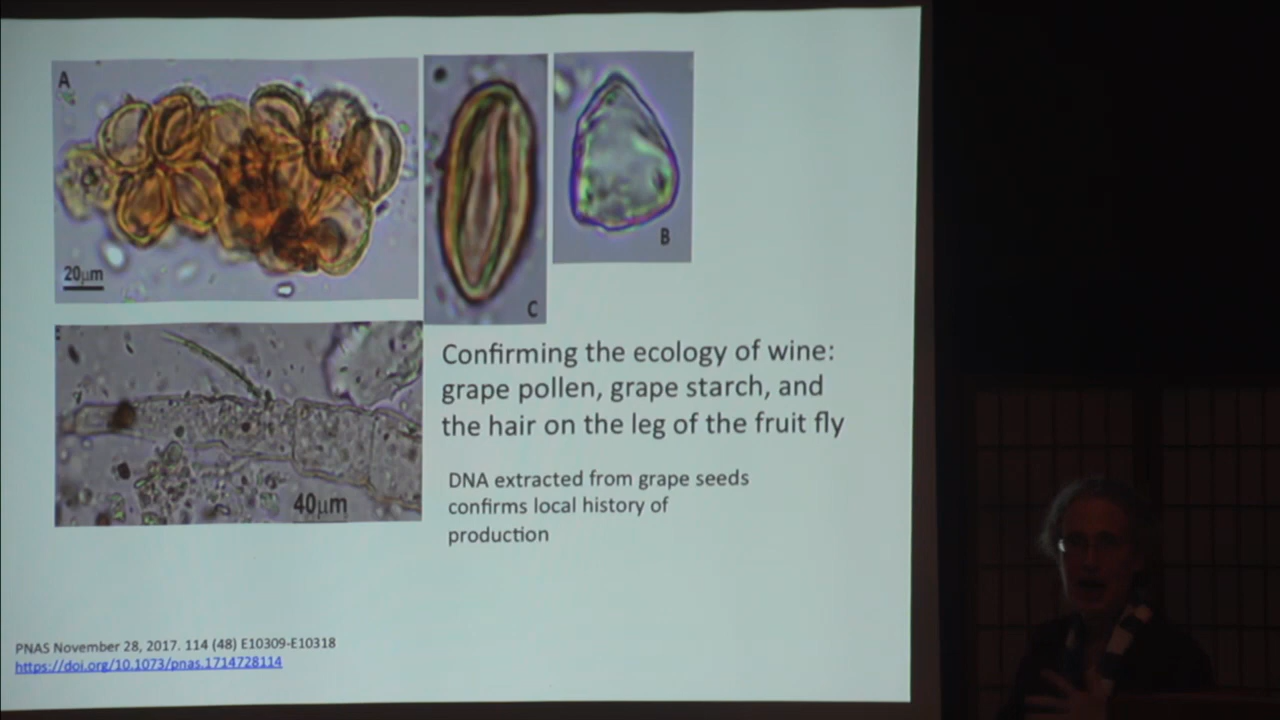 A
20µm
C
B
40µm
Confirming the ecology of wine:
grape pollen, grape starch, and
the hair on the leg of the fruit fly
DNA extracted from grape seeds
confirms local history of
production
PNAS November 28, 2017. 114 (48) E10309-E10318
https://doi.org/10.1073/pnas.1714728114